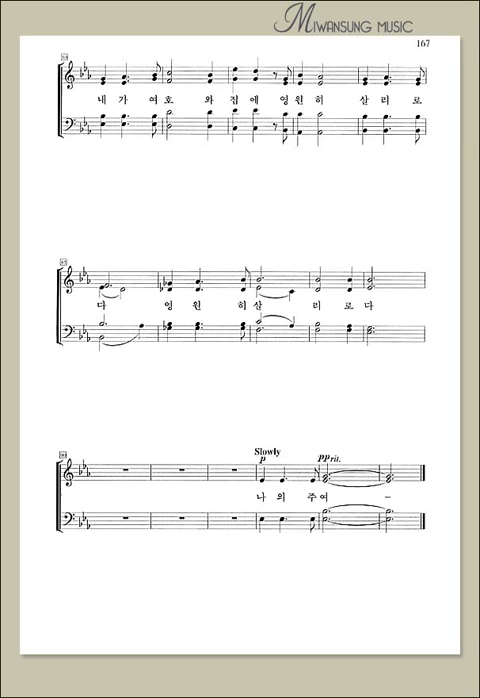 MIWANSUNG MUSIC
167
내 가 여 호 와 집 에 영 원 히 살 리 로
다 영 원 히 살 리 로 다
Slowly
p pp rit.
나 의 주 여 -